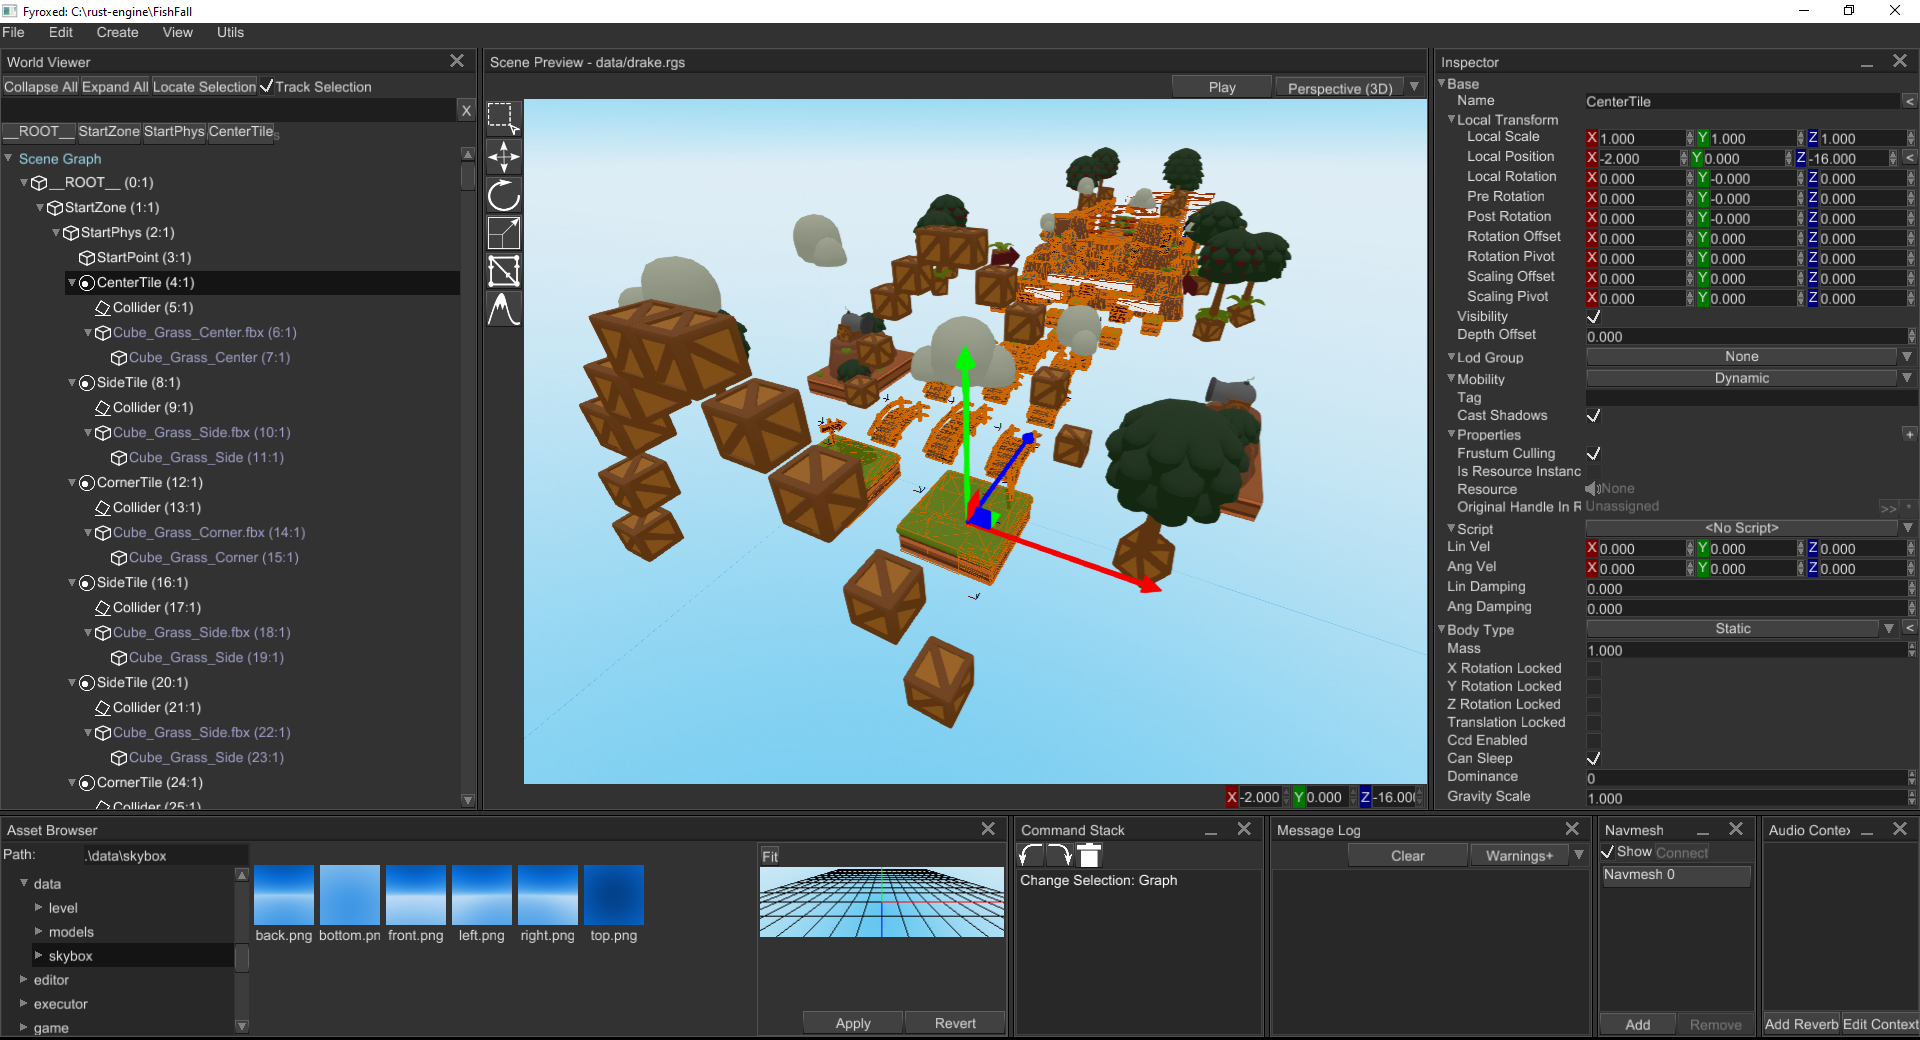 Fyroxed: C:\rust-engine\FishFall
File Edit Create View Utils
World Viewer
Collapse All Expand All Locate Selection Track Selection
X
__ROOT__ StartZone StartPhys CenterTile
Scene Graph
__ROOT__ (0:1)
StartZone (1:1)
StartPhys (2:1)
StartPoint (3:1)
CenterTile (4:1)
Collider (5:1)
Cube_Grass_Center.fbx (6:1)
Cube_Grass_Center (7:1)
SideTile (8:1)
Collider (9:1)
Cube_Grass_Side.fbx (10:1)
Cube_Grass_Side (11:1)
CornerTile (12:1)
Collider (13:1)
Cube_Grass_Corner.fbx (14:1)
Cube_Grass_Corner (15:1)
SideTile (16:1)
Collider (17:1)
Cube_Grass_Side.fbx (18:1)
Cube_Grass_Side (19:1)
SideTile (20:1)
Collider (21:1)
Cube_Grass_Side.fbx (22:1)
Cube_Grass_Side (23:1)
CornerTile (24:1)
Collider (25:1)
Scene Preview - data/drake.rgs
Play Perspective (3D)
X -2.000 Y 0.000 Z -16.00
Inspector
Base
Name CenterTile <
Local Transform
Local Scale X 1.000 Y 1.000 Z 1.000
Local Position X -2.000 Y 0.000 Z -16.000 <
Local Rotation X 0.000 Y -0.000 Z 0.000
Pre Rotation X 0.000 Y -0.000 Z 0.000
Post Rotation X 0.000 Y -0.000 Z 0.000
Rotation Offset X 0.000 Y 0.000 Z 0.000
Rotation Pivot X 0.000 Y 0.000 Z 0.000
Scaling Offset X 0.000 Y 0.000 Z 0.000
Scaling Pivot X 0.000 Y 0.000 Z 0.000
Visibility
Depth Offset 0.000
Lod Group None
Mobility Dynamic
Tag
Cast Shadows
Properties +
Frustum Culling
Is Resource Instanc
Resource None
Original Handle In R Unassigned >> *
Script <No Script>
Lin Vel X 0.000 Y 0.000 Z 0.000
Ang Vel X 0.000 Y 0.000 Z 0.000
Lin Damping 0.000
Ang Damping 0.000
Body Type Static <
Mass 1.000
X Rotation Locked
Y Rotation Locked
Z Rotation Locked
Translation Locked
Ccd Enabled
Can Sleep
Dominance 0
Gravity Scale 1.000
Asset Browser
Path: .\data\skybox
data
level
models
skybox
editor
executor
game
back.png bottom.pn front.png left.png right.png top.png
Fit
Apply Revert
Command Stack
Change Selection: Graph
Message Log
Clear Warnings+
Navmesh
Show Connect
Navmesh 0
Add Remove
Audio Conte
Add Reverb Edit Context